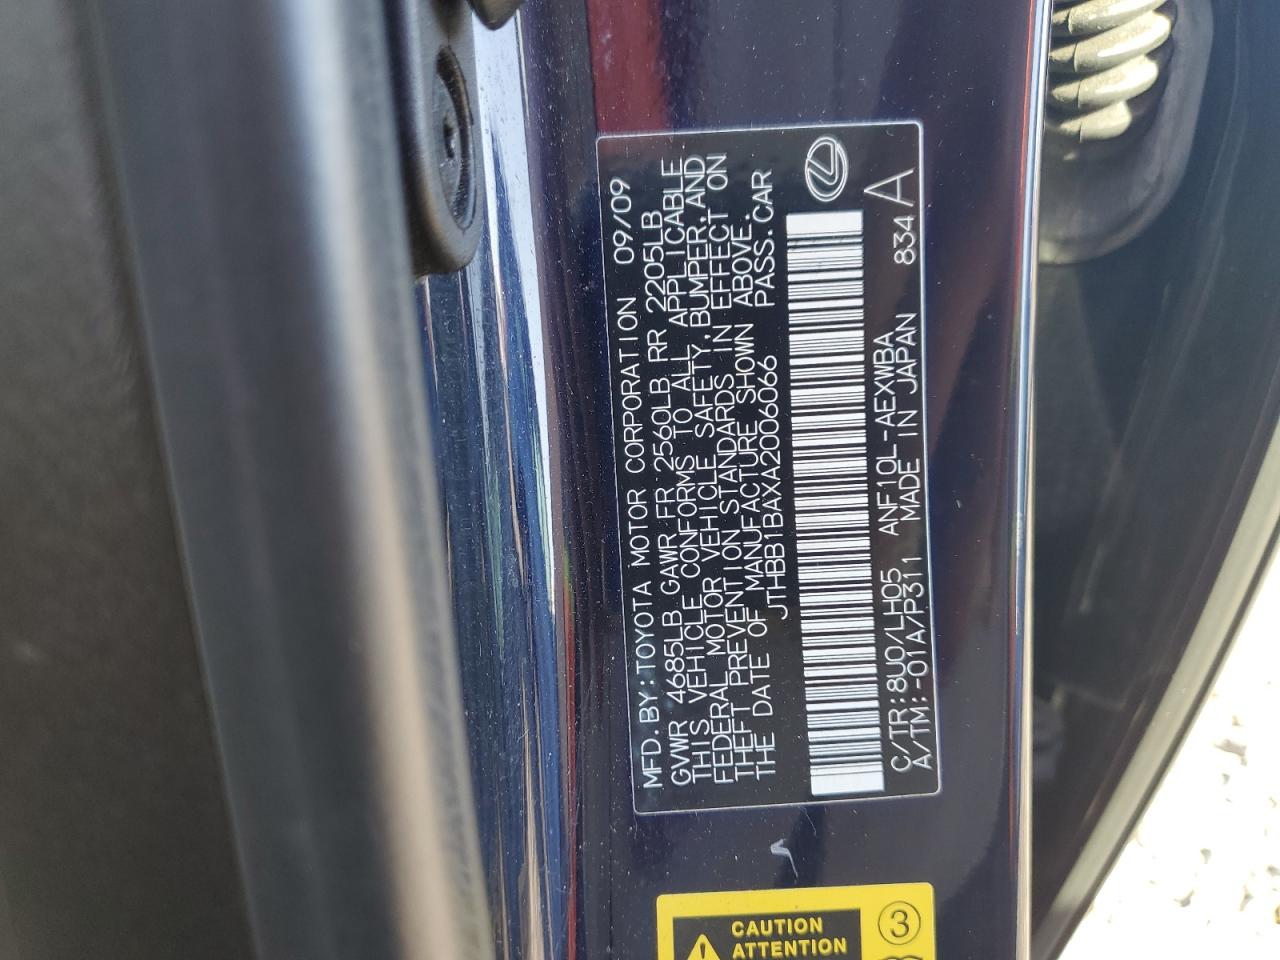 MFD. BY: TOYOTA MOTOR CORPORATION 09/09
GVWR 4685LB GAWR FR 2560LB RR 2205LB
THIS VEHICLE CONFORMS TO ALL APPLICABLE
FEDERAL MOTOR VEHICLE SAFETY, BUMPER, AND
THEFT PREVENTION STANDARDS IN EFFECT ON
THE DATE OF MANUFACTURE SHOWN ABOVE.
JTHBB1BAXA2006066 PASS. CAR
C/TR: 8U0/LH05 ANF10L-AEXWBA 834 A
A/TM: -01A/P311 MADE IN JAPAN
CAUTION
ATTENTION
3